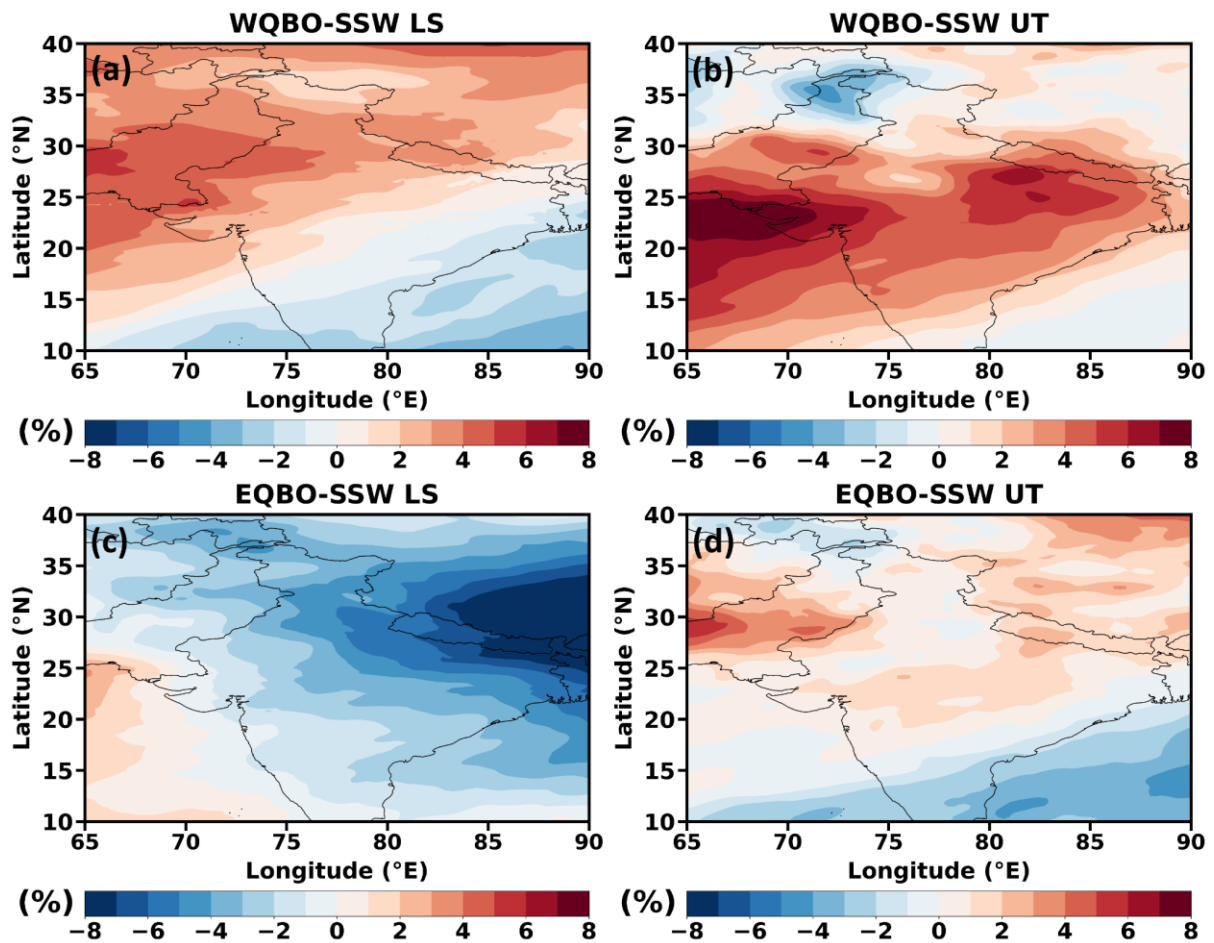 WQBO-SSW LS
WQBO-SSW UT
(a)
(b)
40
35
30
25
20
15
10
Latitude (°N)
65 70 75 80 85 90
Longitude (°E)
40
35
30
25
20
15
10
Latitude (°N)
65 70 75 80 85 90
Longitude (°E)
(%)
−8 −6 −4 −2 0 2 4 6 8
(%)
−8 −6 −4 −2 0 2 4 6 8
EQBO-SSW LS
EQBO-SSW UT
(c)
(d)
40
35
30
25
20
15
10
Latitude (°N)
65 70 75 80 85 90
Longitude (°E)
40
35
30
25
20
15
10
Latitude (°N)
65 70 75 80 85 90
Longitude (°E)
(%)
−8 −6 −4 −2 0 2 4 6 8
(%)
−8 −6 −4 −2 0 2 4 6 8